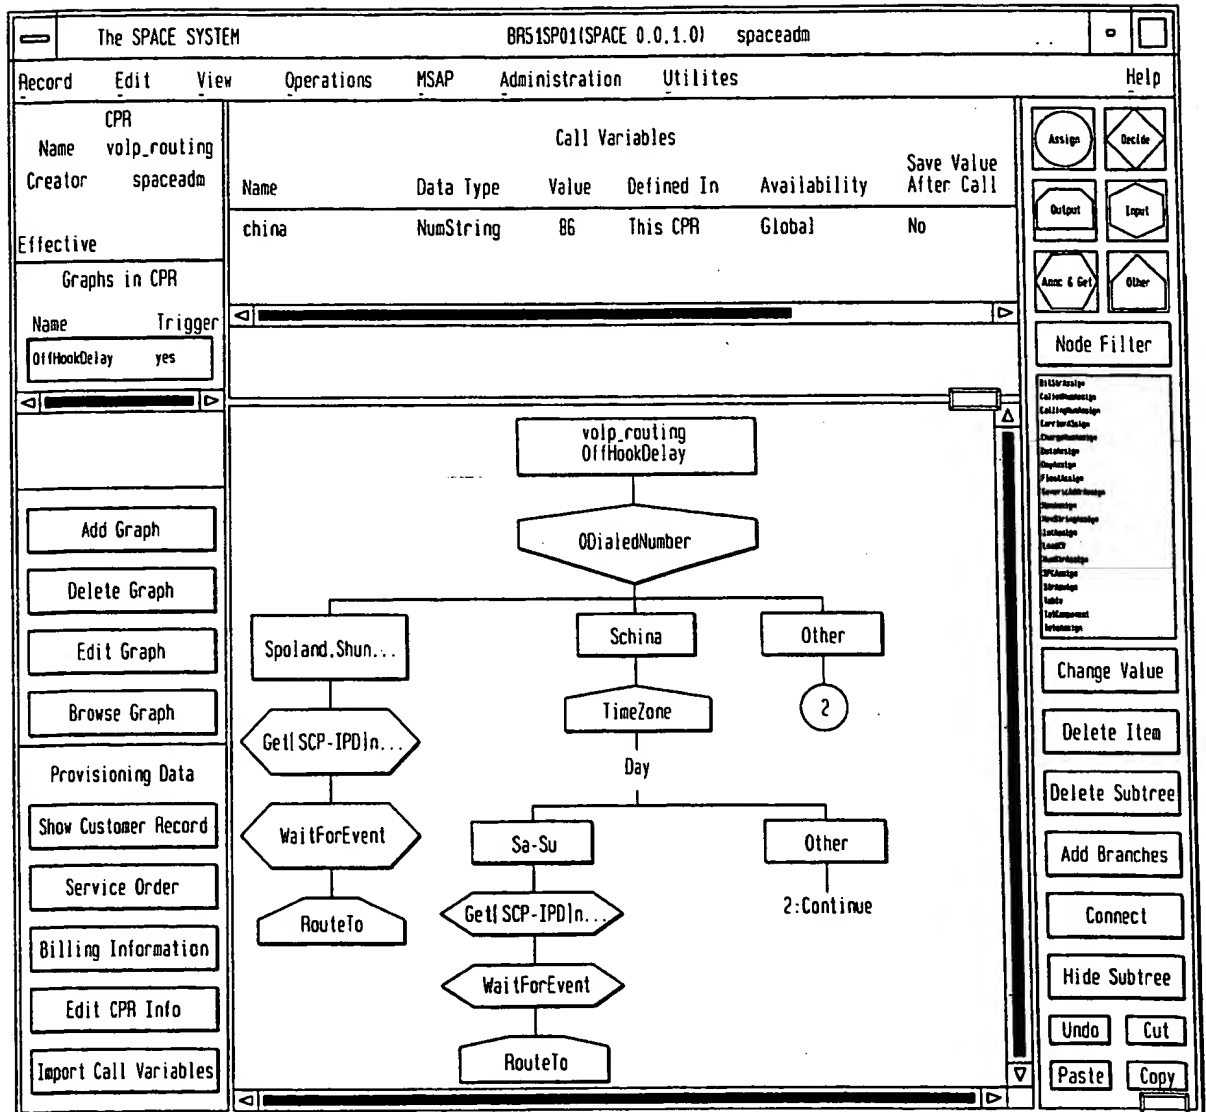 The SPACE SYSTEM BR51SP01(SPACE 0.0.1.0) spaceadm
Record Edit View Operations MSAP Administration Utilites Help
CPR
Name volp_routing
Creator spaceadm
Effective
Graphs in CPR
Name Trigger
OffHookDelay yes
Add Graph
Delete Graph
Edit Graph
Browse Graph
Provisioning Data
Show Customer Record
Service Order
Billing Information
Edit CPR Info
Import Call Variables
Call Variables
Name Data Type Value Defined In Availability Save Value After Call
china NumString 86 This CPR Global No
volp_routing
OffHookDelay
ODialedNumber
Spoland.Shun...
Schina
Other
Get[SCP-IPD]n...
TimeZone
2
Day
WaitForEvent
Sa-Su
Other
RouteTo
Get[SCP-IPD]n...
2:Continue
WaitForEvent
RouteTo
Assign
Decide
Output
Input
Annc & Get
Other
Node Filter
Change Value
Delete Item
Delete Subtree
Add Branches
Connect
Hide Subtree
Undo
Cut
Paste
Copy